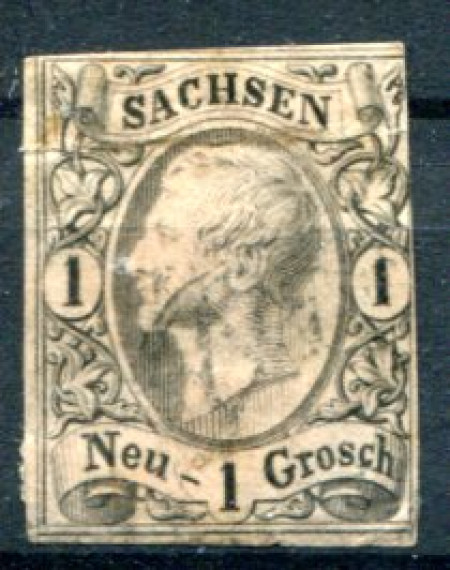 SACHSEN
1 1
Neu - 1 Grosch